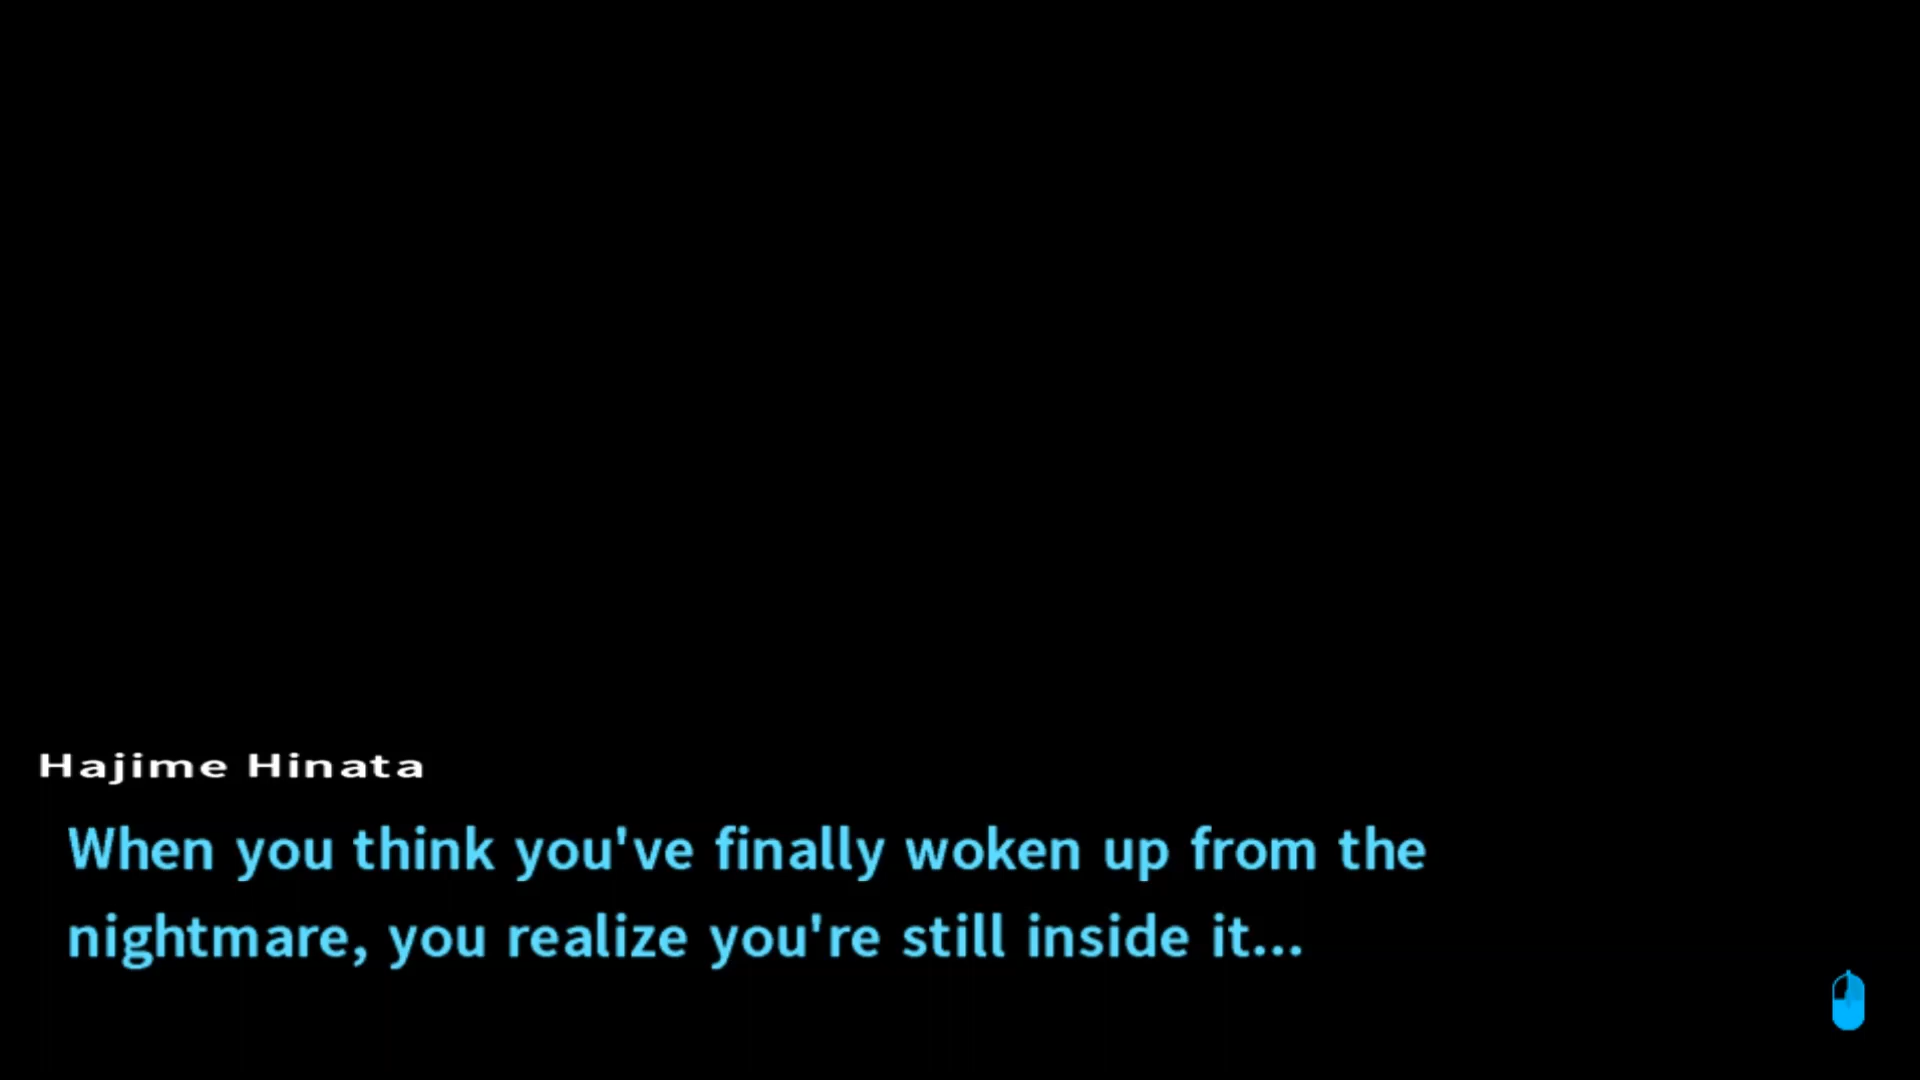 Hajime Hinata
When you think you've finally woken up from the
nightmare, you realize you're still inside it...